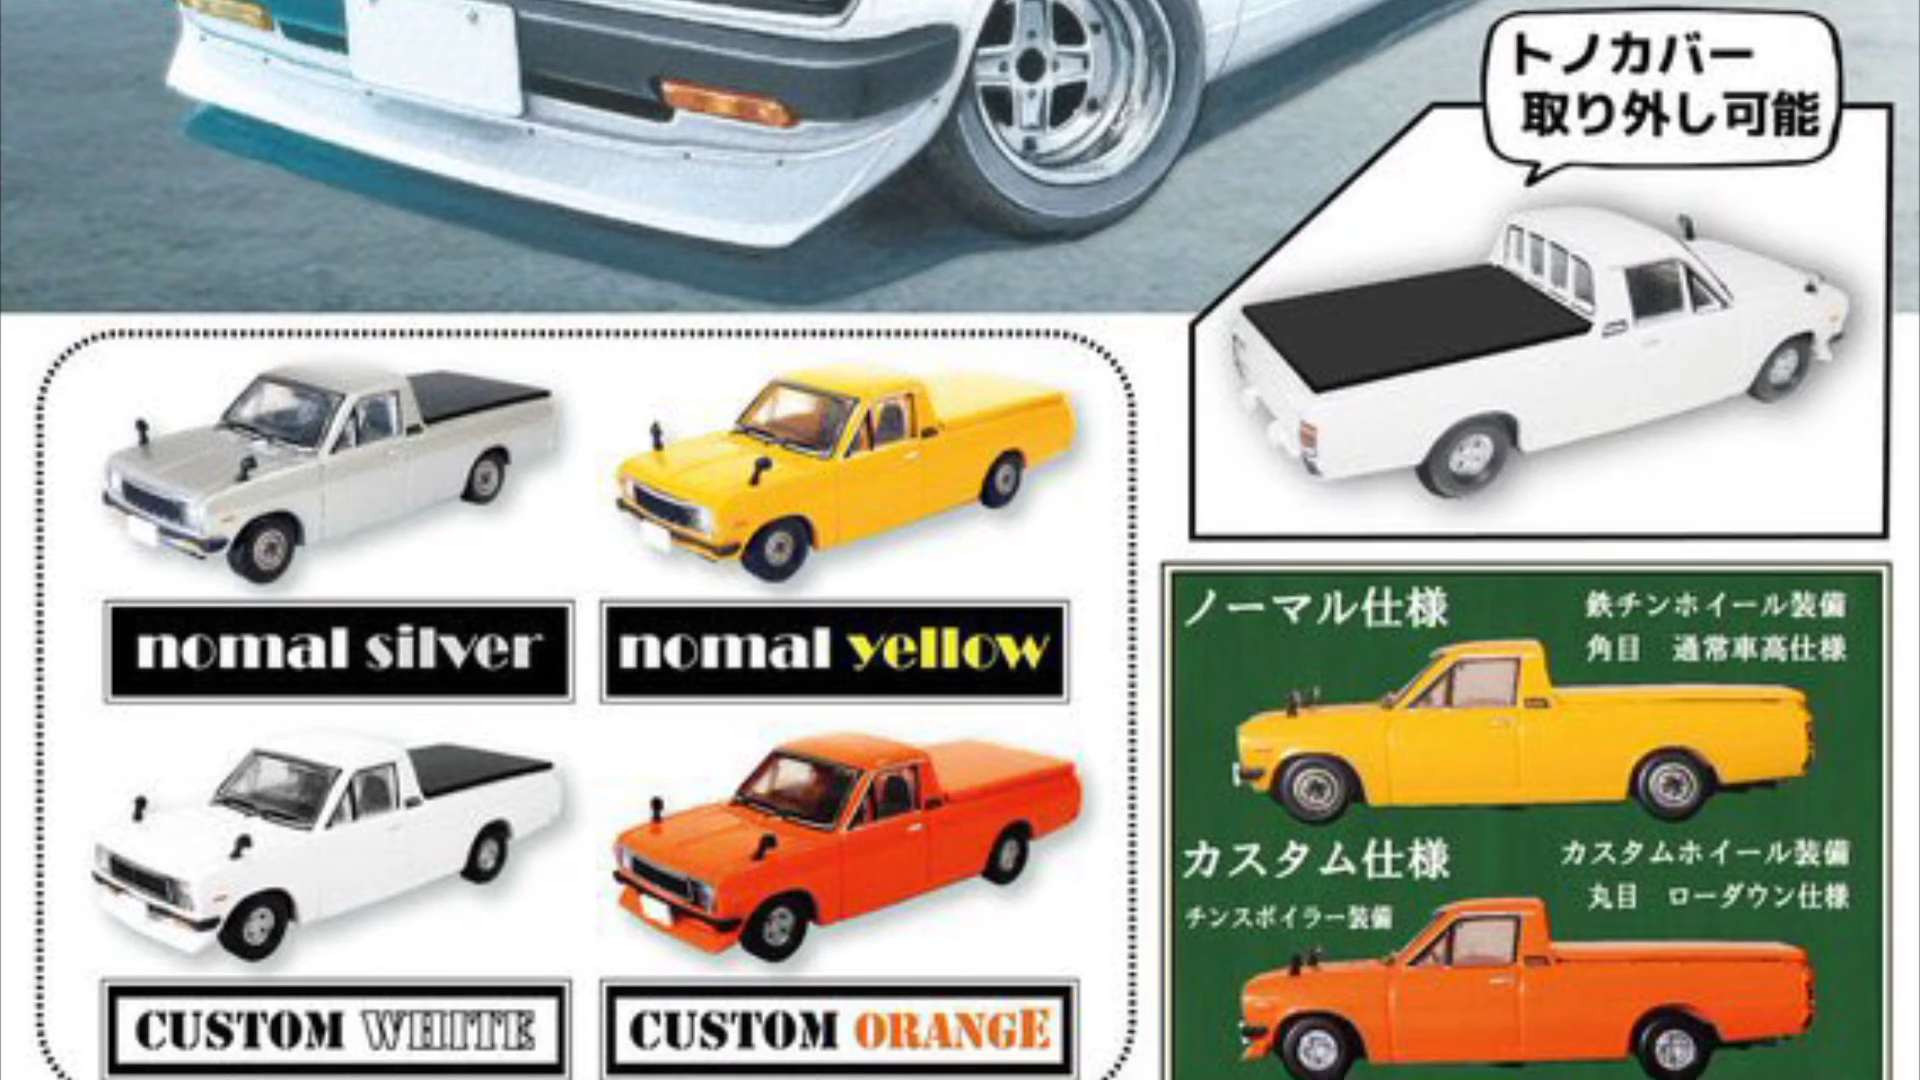 トノカバー
取り外し可能
nomal silver
nomal yellow
CUSTOM WHITE
CUSTOM ORANGE
ノーマル仕様
鉄チンホイール装備
角目 通常車高仕様
カスタム仕様
カスタムホイール装備
丸目 ローダウン仕様
チンスポイラー装備